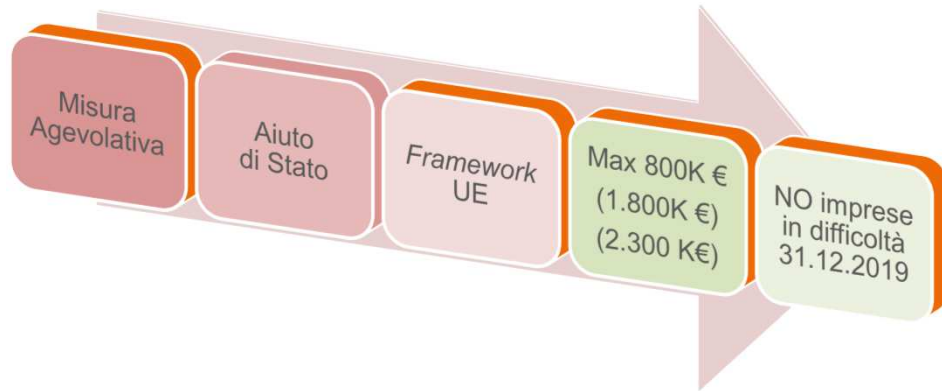 Misura
Agevolativa
Aiuto
di Stato
Framework
UE
Max 800K €
(1.800K €)
(2.300 K€)
NO imprese
in difficoltà
31.12.2019